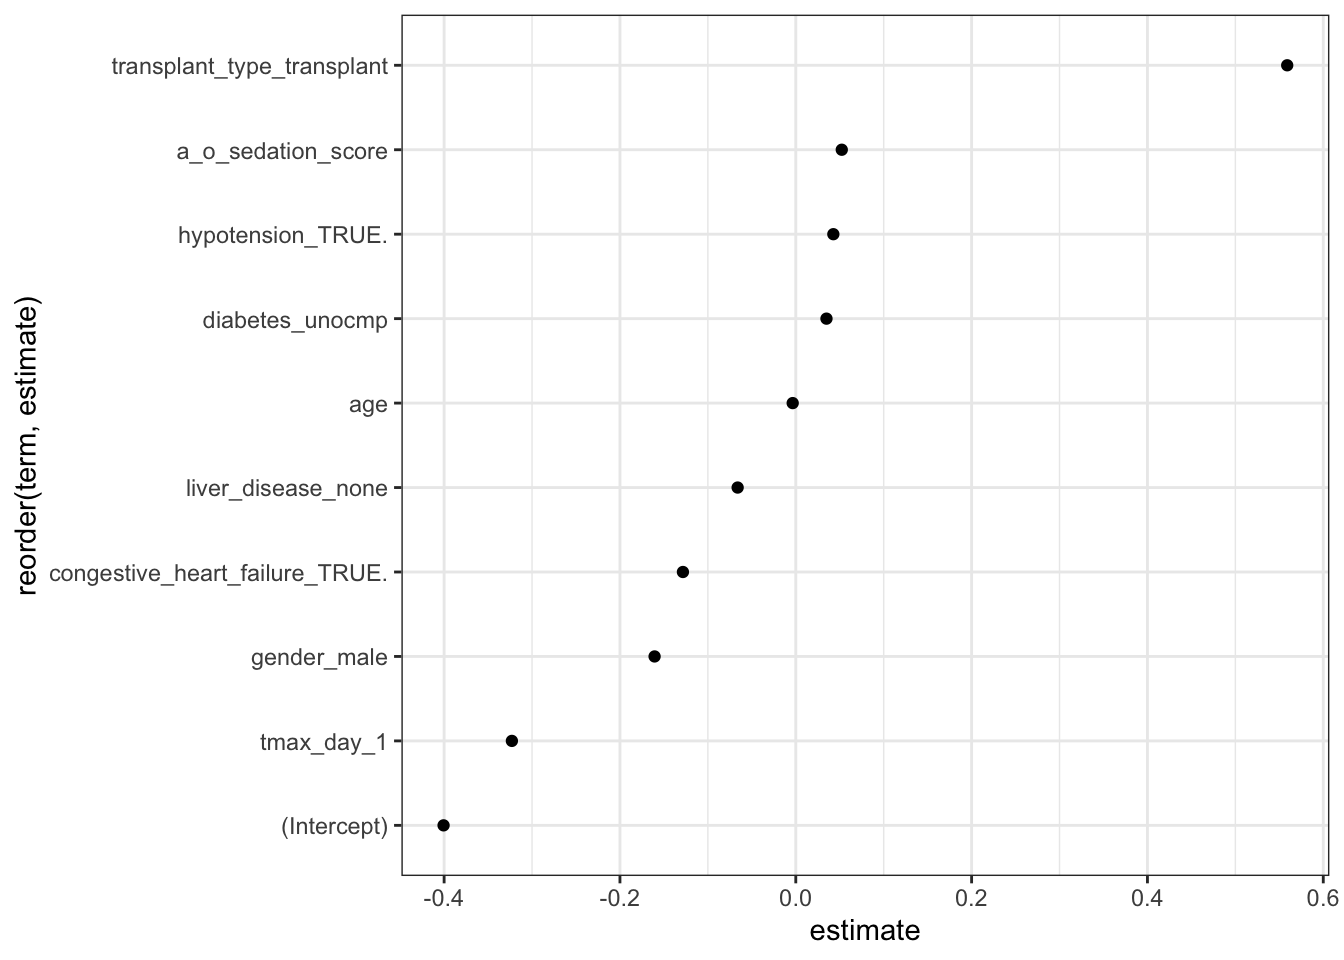 transplant_type_transplant
a_o_sedation_score
hypotension_TRUE.
diabetes_unocmp
age
liver_disease_none
congestive_heart_failure_TRUE.
gender_male
tmax_day_1
(Intercept)
reorder(term, estimate)
-0.4 -0.2 0.0 0.2 0.4 0.6
estimate